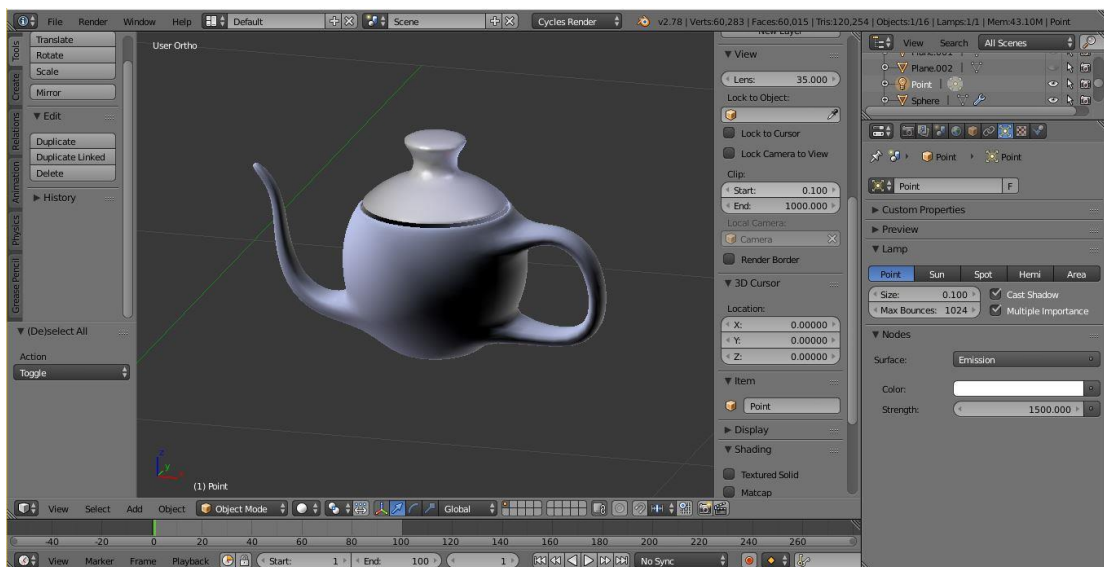 File Render Window Help Default Scene Cycles Render v2.78 | Verts:60,283 | Faces:60,015 | Tris:120,254 | Objects:1/16 | Lamps:1/1 | Mem:43.10M | Point
Tools
Create
Relations
Animation
Physics
Grease Pencil
Translate
Rotate
Scale
Mirror
Edit
Duplicate
Duplicate Linked
Delete
History
(De)select All
Action
Toggle
User Ortho
z
y
x
(1) Point
New Layer
View
Lens: 35.000
Lock to Object:
Lock to Cursor
Lock Camera to View
Clip:
Start: 0.100
End: 1000.000
Local Camera:
Camera
Render Border
3D Cursor
Location:
X: 0.00000
Y: 0.00000
Z: 0.00000
Item
Point
Display
Shading
Textured Solid
Matcap
View Search All Scenes
Plane.001
Plane.002
Point
Sphere
Point Point
Point F
Custom Properties
Preview
Lamp
Point Sun Spot Hemi Area
Size: 0.100 Cast Shadow
Max Bounces: 1024 Multiple Importance
Nodes
Surface: Emission
Color:
Strength: 1500.000
View Select Add Object Object Mode Global
-40 -20 0 20 40 60 80 100 120 140 160 180 200 220 240 260
View Marker Frame Playback Start: 1 End: 100 1 No Sync